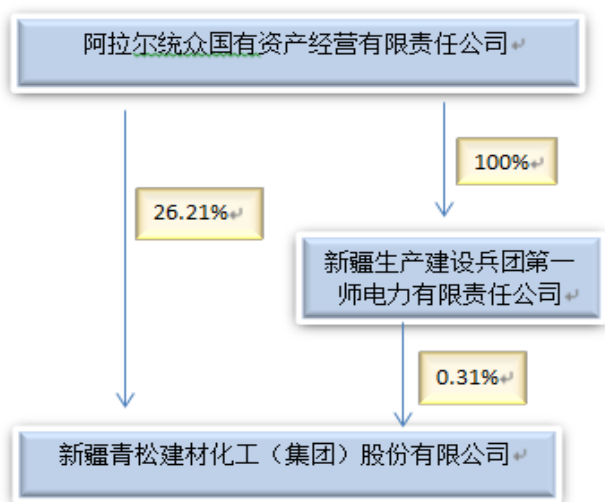 阿拉尔统众国有资产经营有限责任公司
100%
26.21%
新疆生产建设兵团第一
师电力有限责任公司
0.31%
新疆青松建材化工（集团）股份有限公司